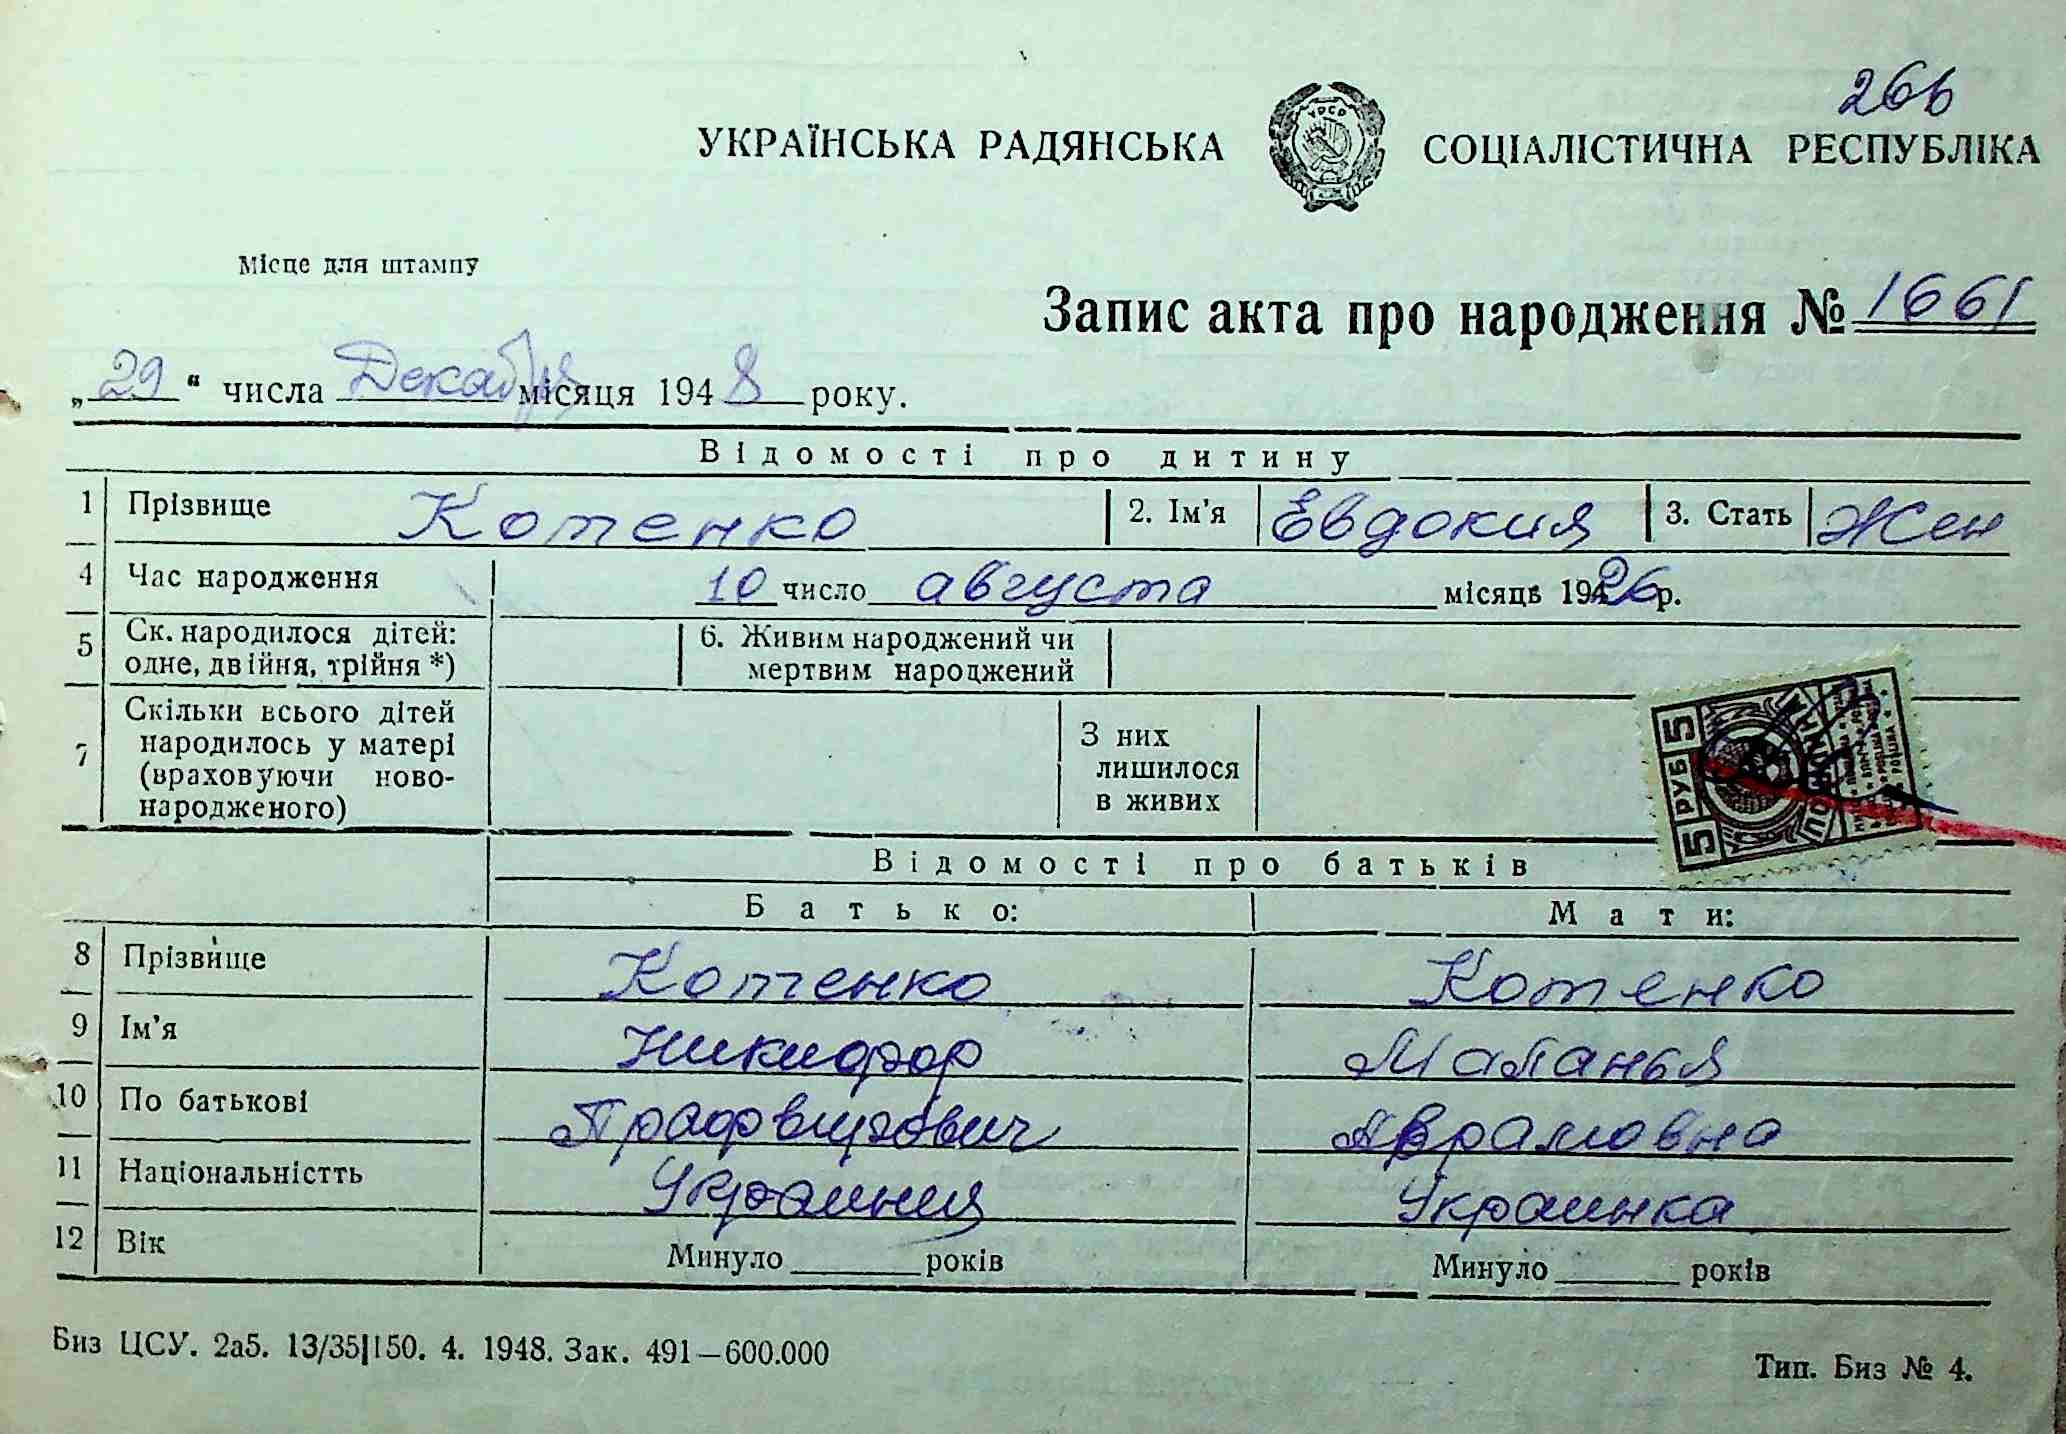 266
УКРАЇНСЬКА РАДЯНСЬКА СОЦІАЛІСТИЧНА РЕСПУБЛІКА
УРСР
Місце для штампу
Запис акта про народження № 1661
„29“ числа Декабря місяця 1948 року.
Відомості про дитину
1 Прізвище Котенко 2. Ім'я Евдокия 3. Стать Жен
4 Час народження 10 число августа місяць 1926 р.
5 Ск. народилося дітей: одне, двійня, трійня *) 6. Живим народжений чи мертвим народжений
7 Скільки всього дітей народилось у матері (враховуючи ново-народженого) З них лишилося в живих
5 РУБ 5
Відомості про батьків
Батько: Мати:
8 Прізвище Котенко Котенко
9 Ім'я Никифор Маланья
10 По батькові Аврамовна
11 Національністть Украинец Украинка
12 Вік Минуло років Минуло років
Биз ЦСУ. 2а5. 13/35|150. 4. 1948. Зак. 491—600.000
Тип. Биз № 4.